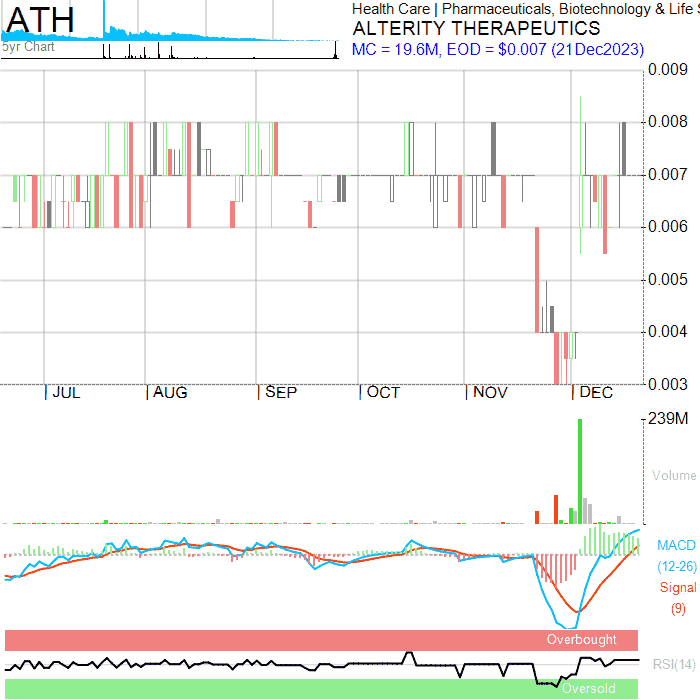 ATH
5yr Chart
Health Care | Pharmaceuticals, Biotechnology & Life S
ALTERITY THERAPEUTICS
MC = 19.6M, EOD = $0.007 (21Dec2023)
0.009
0.008
0.007
0.006
0.005
0.004
0.003
JUL AUG SEP OCT NOV DEC
239M
Volume
MACD
(12-26)
Signal
(9)
Overbought
RSI(14)
Oversold